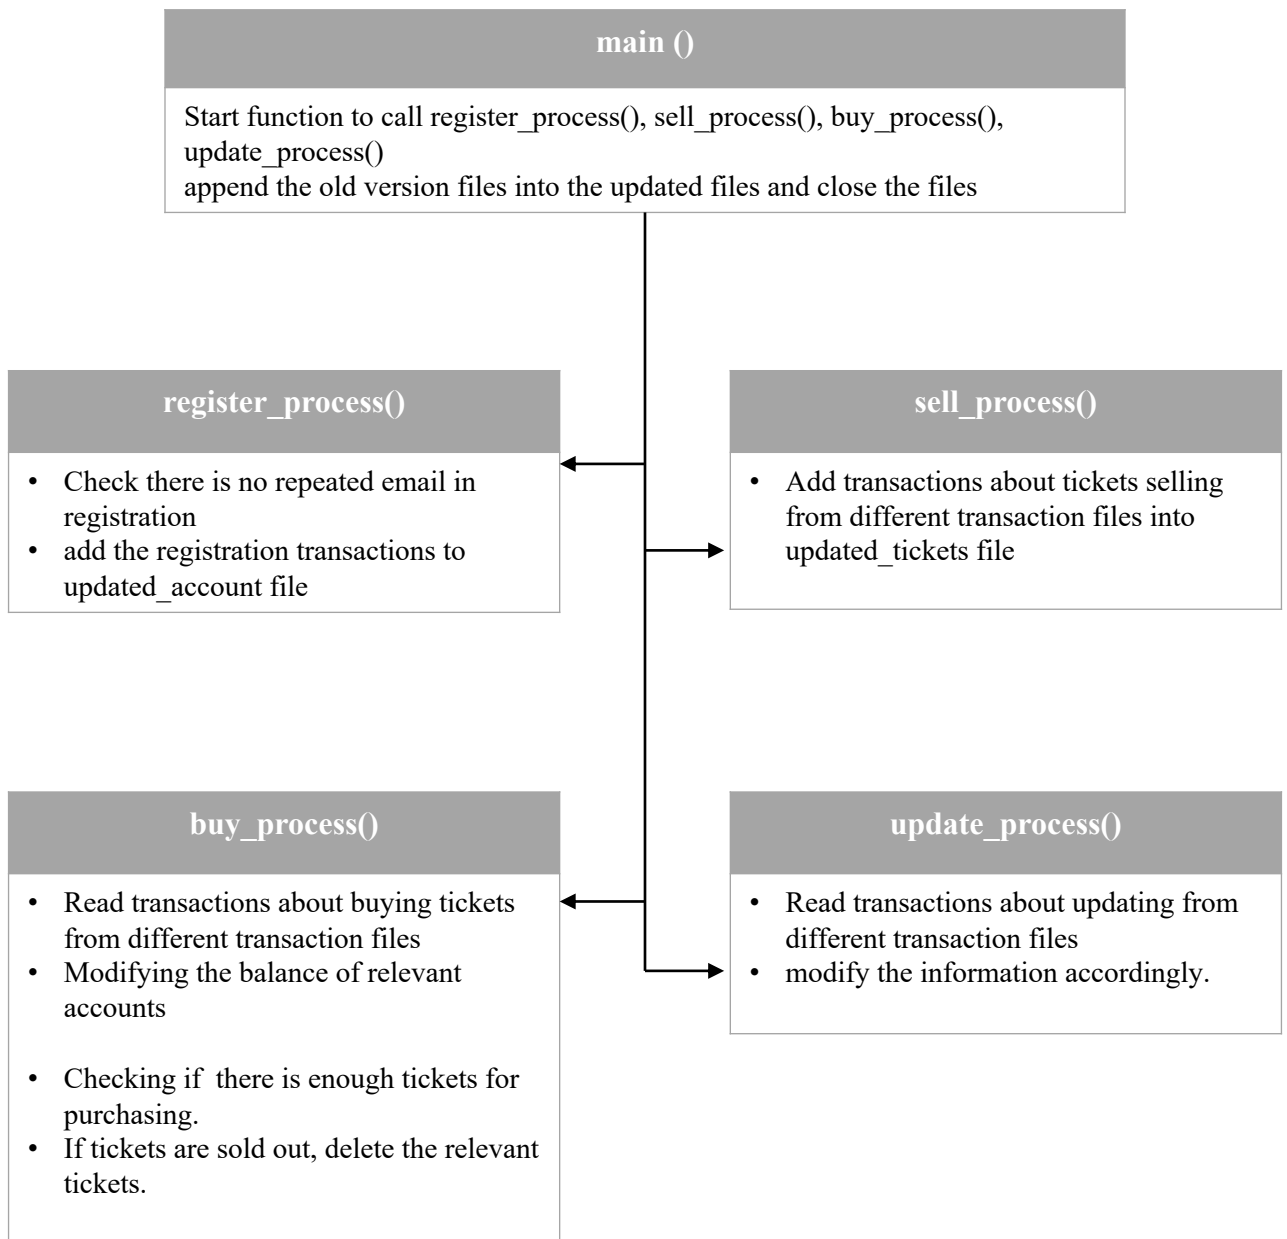 main ()
Start function to call register_process(), sell_process(), buy_process(),
update_process()
append the old version files into the updated files and close the files
register_process()
• Check there is no repeated email in
registration
• add the registration transactions to
updated_account file
sell_process()
• Add transactions about tickets selling
from different transaction files into
updated_tickets file
buy_process()
• Read transactions about buying tickets
from different transaction files
• Modifying the balance of relevant
accounts
• Checking if  there is enough tickets for
purchasing.
• If tickets are sold out, delete the relevant
tickets.
update_process()
• Read transactions about updating from
different transaction files
• modify the information accordingly.